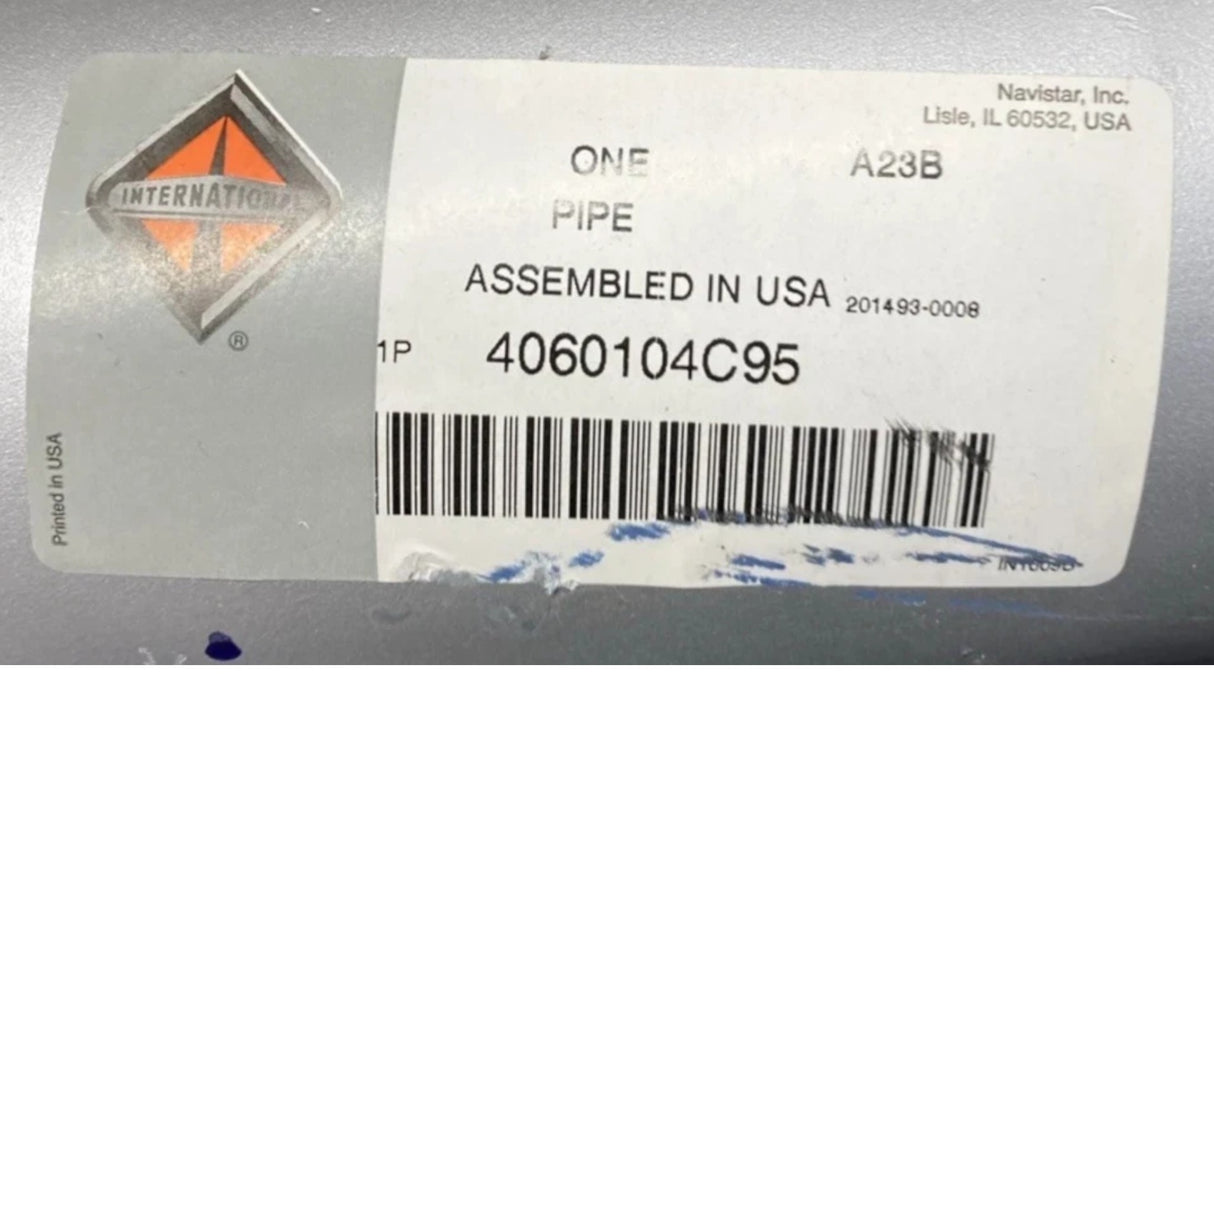 Navistar, Inc.
Lisle, IL 60532, USA
INTERNATIONAL
®
ONE A23B
PIPE
ASSEMBLED IN USA 201493-0008
1P 4060104C95
Printed in USA